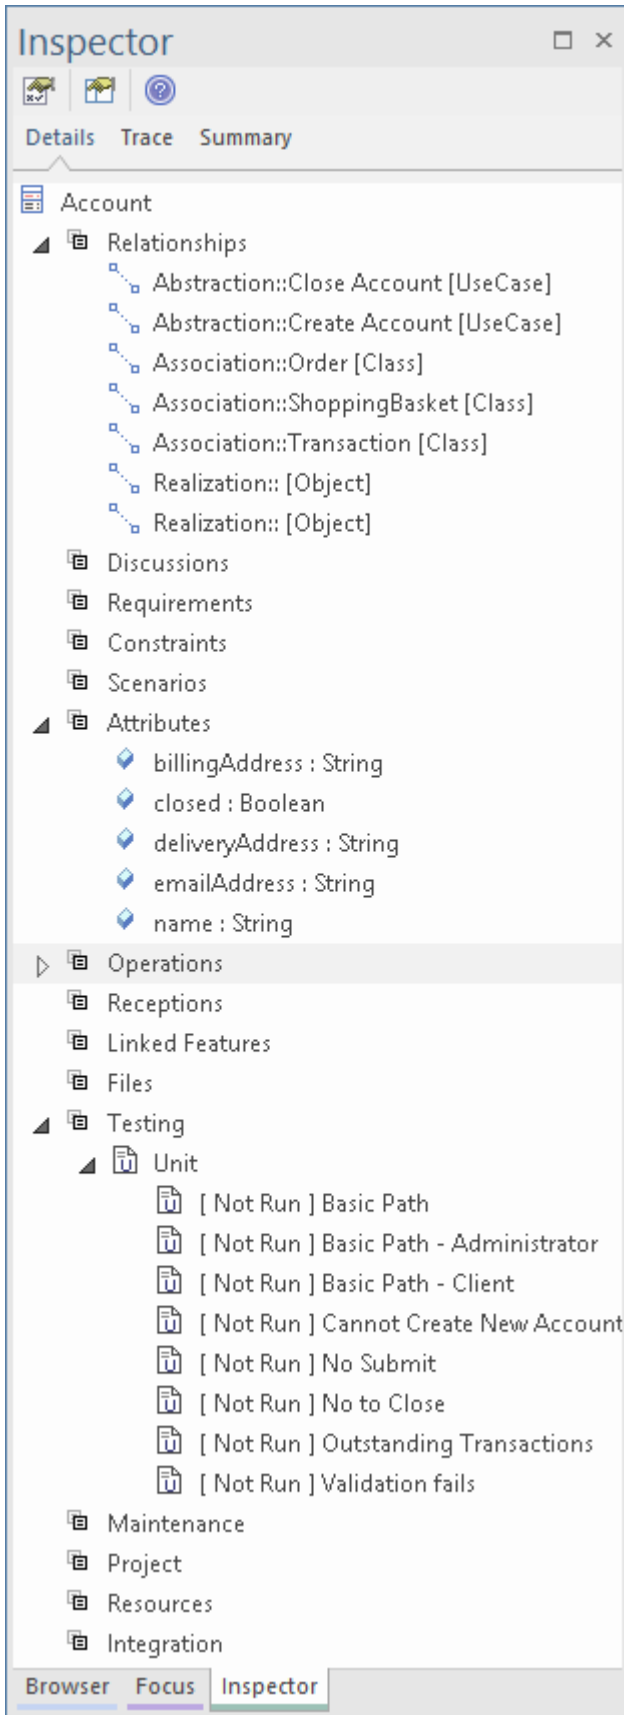 Inspector
Details Trace Summary
Account
Relationships
Abstraction::Close Account [UseCase]
Abstraction::Create Account [UseCase]
Association::Order [Class]
Association::ShoppingBasket [Class]
Association::Transaction [Class]
Realization:: [Object]
Realization:: [Object]
Discussions
Requirements
Constraints
Scenarios
Attributes
billingAddress : String
closed : Boolean
deliveryAddress : String
emailAddress : String
name : String
Operations
Receptions
Linked Features
Files
Testing
Unit
[ Not Run ] Basic Path
[ Not Run ] Basic Path - Administrator
[ Not Run ] Basic Path - Client
[ Not Run ] Cannot Create New Account
[ Not Run ] No Submit
[ Not Run ] No to Close
[ Not Run ] Outstanding Transactions
[ Not Run ] Validation fails
Maintenance
Project
Resources
Integration
Browser Focus Inspector